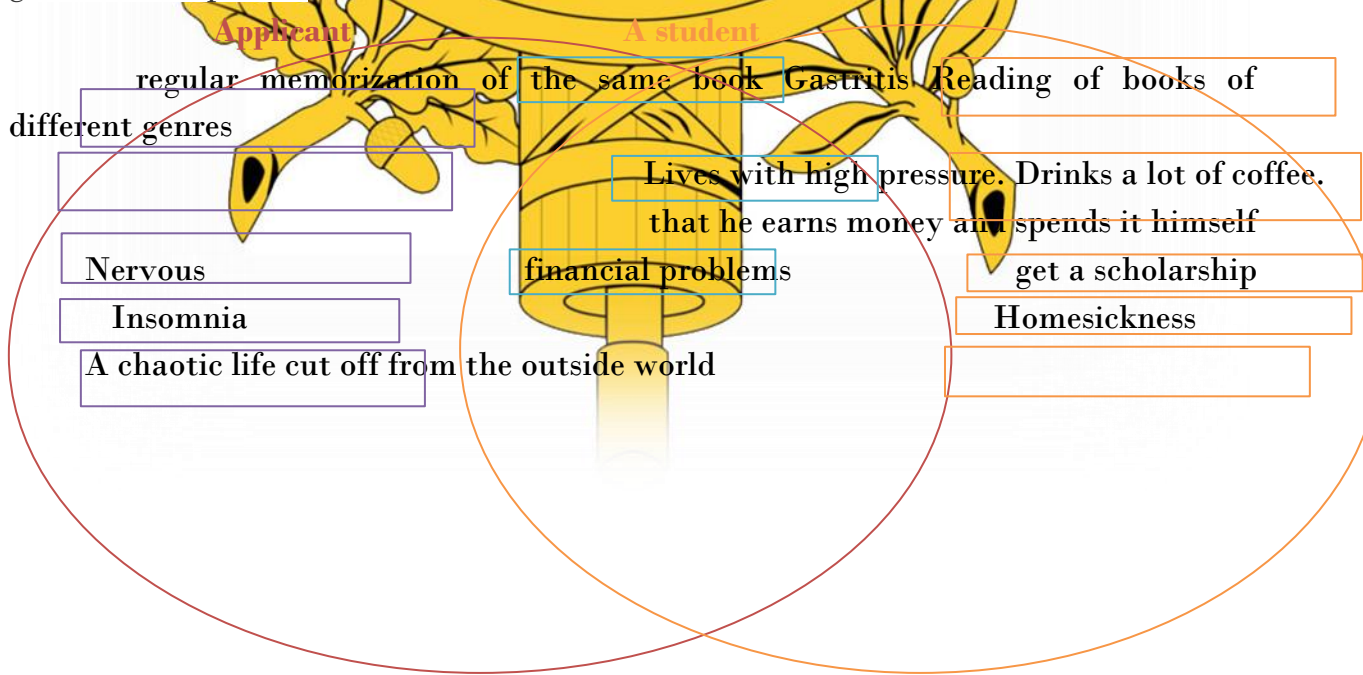 Applicant A student
regular memorization of the same book Gastritis Reading of books of
different genres
Lives with high pressure. Drinks a lot of coffee.
that he earns money and spends it himself
Nervous financial problems get a scholarship
Insomnia Homesickness
A chaotic life cut off from the outside world